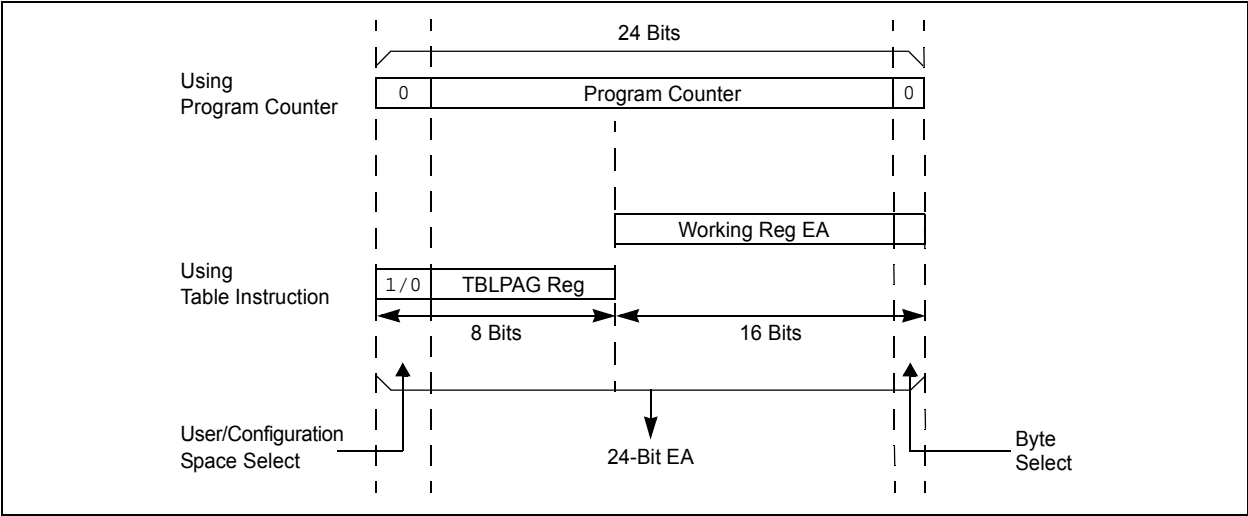 24 Bits
Using
Program Counter
0 Program Counter 0
Working Reg EA
Using
Table Instruction
1/0 TBLPAG Reg
8 Bits 16 Bits
User/Configuration
Space Select
24-Bit EA
Byte
Select